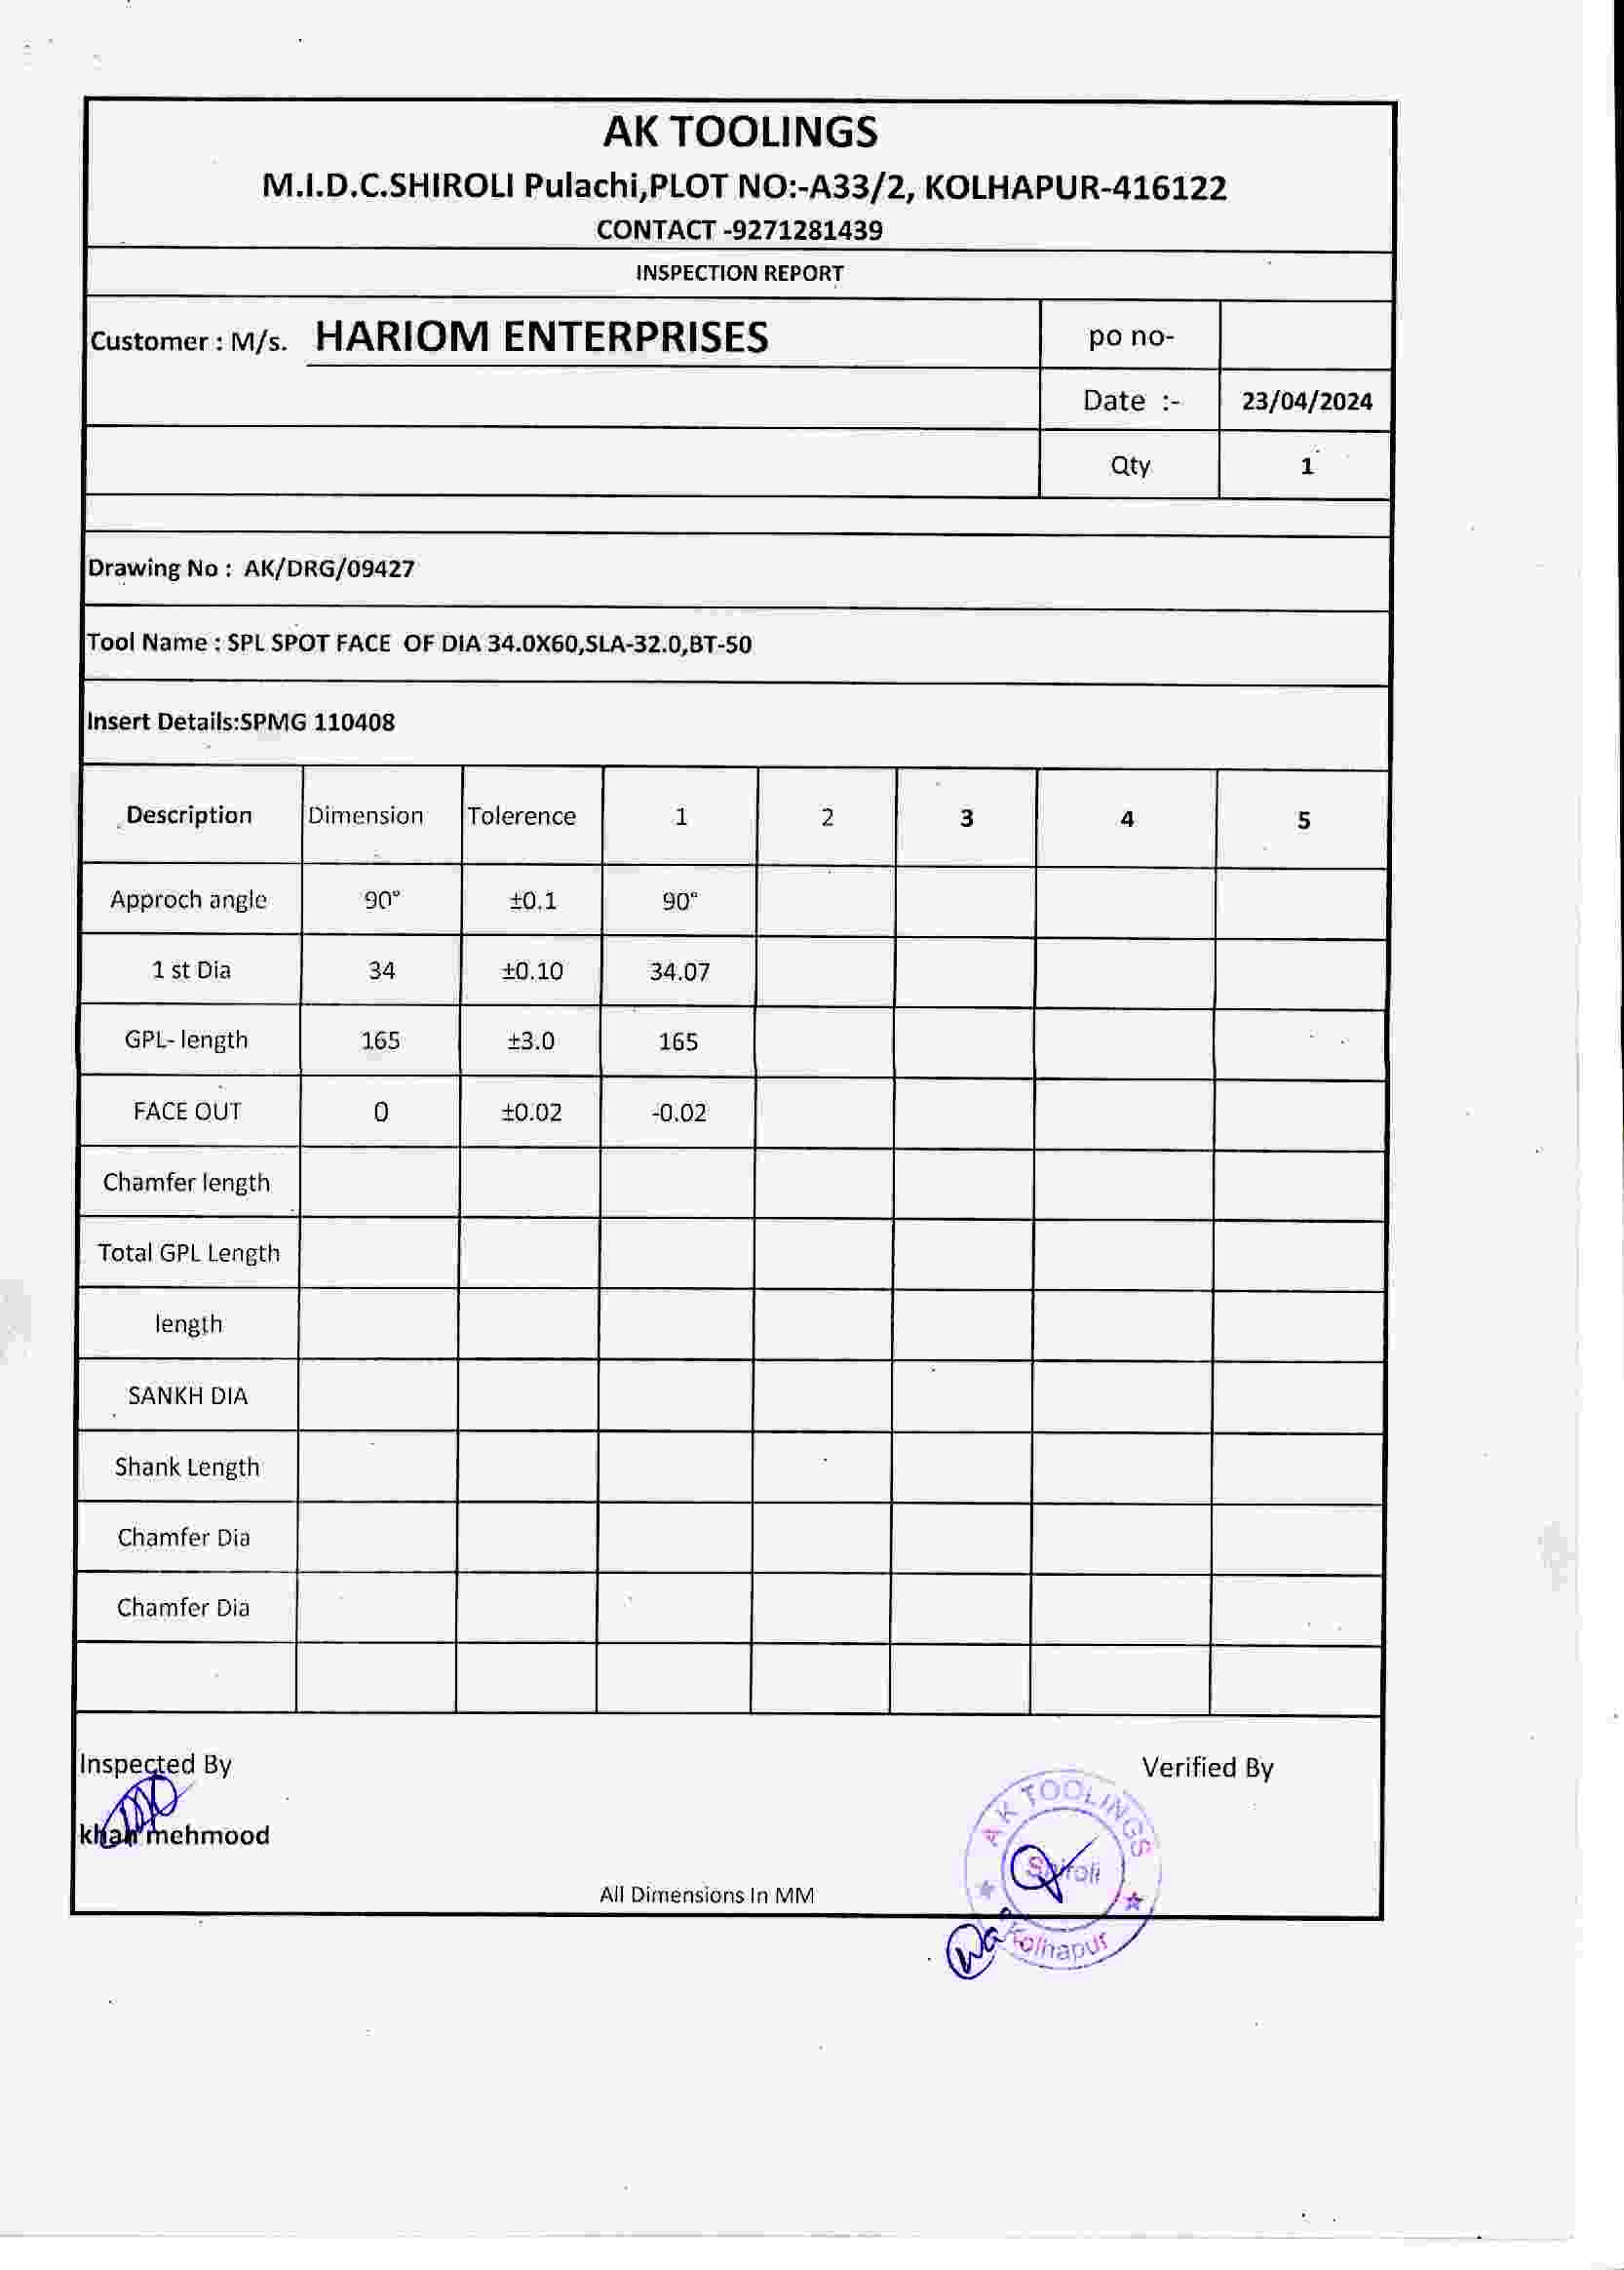 AK TOOLINGS
M.I.D.C.SHIROLI Pulachi,PLOT NO:-A33/2, KOLHAPUR-416122
CONTACT -9271281439
INSPECTION REPORT
Customer : M/s. HARIOM ENTERPRISES
po no-
Date :- 23/04/2024
Qty 1
Drawing No : AK/DRG/09427
Tool Name : SPL SPOT FACE OF DIA 34.0X60,SLA-32.0,BT-50
Insert Details:SPMG 110408
Description Dimension Tolerence 1 2 3 4 5
Approch angle 90° ±0.1 90°
1 st Dia 34 ±0.10 34.07
GPL- length 165 ±3.0 165
FACE OUT 0 ±0.02 -0.02
Chamfer length
Total GPL Length
length
SANKH DIA
Shank Length
Chamfer Dia
Chamfer Dia
Inspected By
Verified By
khan mehmood
All Dimensions In MM
AK TOOLINGS
Shiroli
Kolhapur